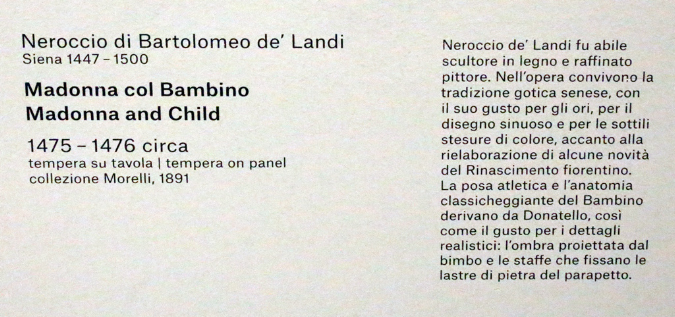 Neroccio di Bartolomeo de’ Landi
Siena 1447 – 1500
Madonna col Bambino
Madonna and Child
1475 – 1476 circa
tempera su tavola | tempera on panel
collezione Morelli, 1891
Neroccio de’ Landi fu abile
scultore in legno e raffinato
pittore. Nell’opera convivono la
tradizione gotica senese, con
il suo gusto per gli ori, per il
disegno sinuoso e per le sottili
stesure di colore, accanto alla
rielaborazione di alcune novità
del Rinascimento fiorentino.
La posa atletica e l’anatomia
classicheggiante del Bambino
derivano da Donatello, così
come il gusto per i dettagli
realistici: l’ombra proiettata dal
bimbo e le staffe che fissano le
lastre di pietra del parapetto.